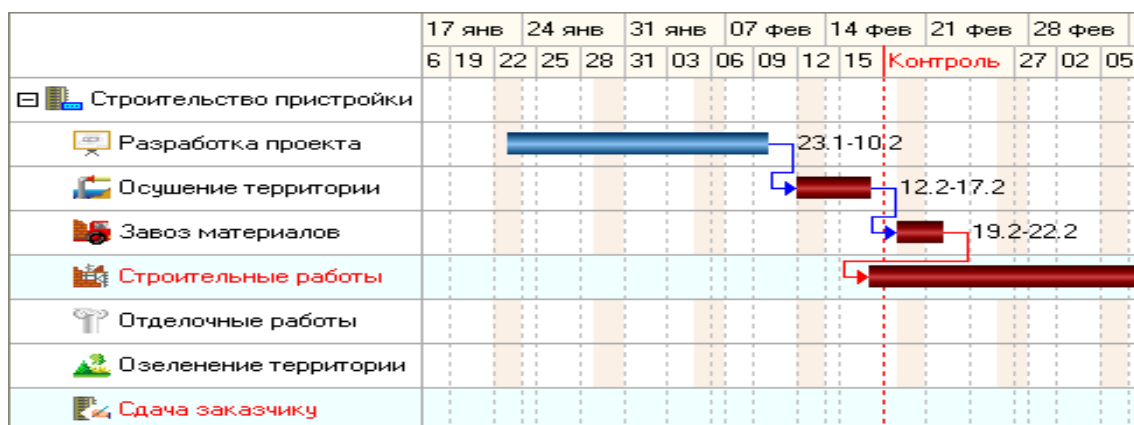 17 янв 24 янв 31 янв 07 фев 14 фев 21 фев 28 фев
6 19 22 25 28 31 03 06 09 12 15 Контроль 27 02 05
Строительство пристройки
Разработка проекта 23.1-10.2
Осушение территории 12.2-17.2
Завоз материалов 19.2-22.2
Строительные работы
Отделочные работы
Озеленение территории
Сдача заказчику